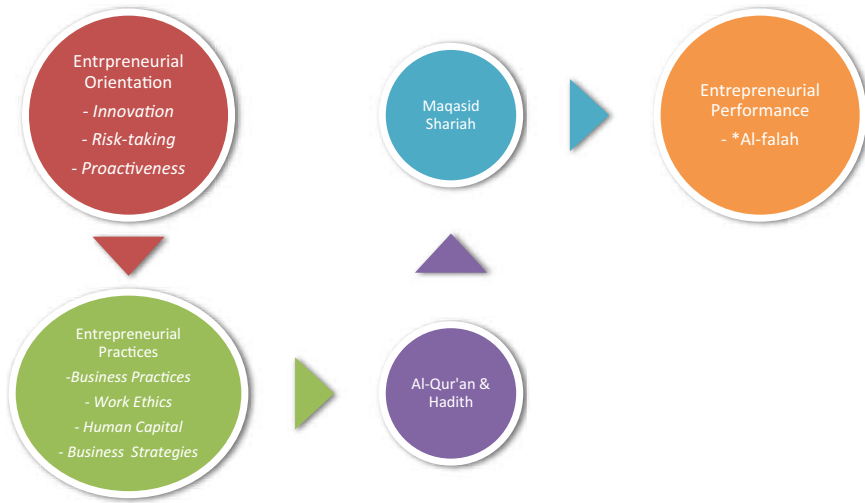 Entrpreneurial
Orientation
- Innovation
- Risk-taking
- Proactiveness
Entrepreneurial
Practices
-Business Practices
- Work Ethics
- Human Capital
- Business Strategies
Al-Qur'an &
Hadith
Maqasid
Shariah
Entrepreneurial
Performance
- *Al-falah